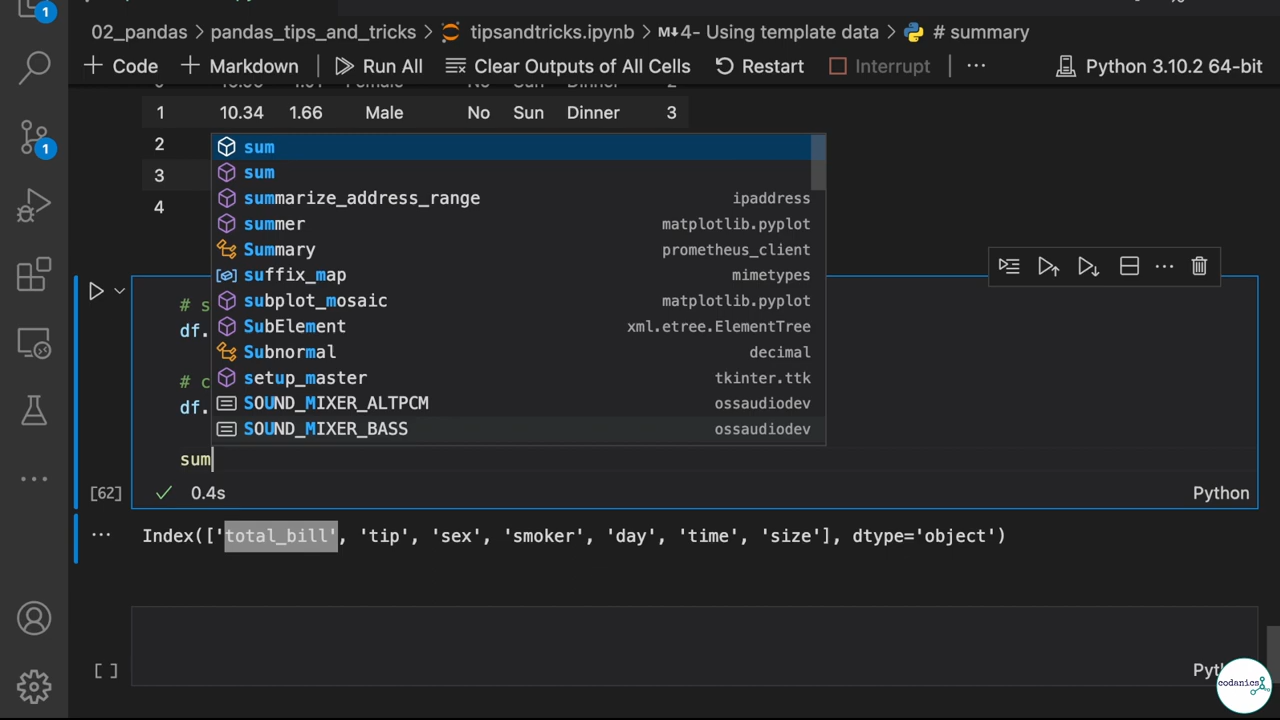 1
02_pandas > pandas_tips_and_tricks > tipsandtricks.ipynb > M↓4- Using template data > # summary
+ Code + Markdown Run All Clear Outputs of All Cells Restart Interrupt ... Python 3.10.2 64-bit
1 10.34 1.66 Male No Sun Dinner 3
1
2
3
4
sum
sum
summarize_address_range ipaddress
summer matplotlib.pyplot
Summary prometheus_client
suffix_map mimetypes
subplot_mosaic matplotlib.pyplot
SubElement xml.etree.ElementTree
Subnormal decimal
setup_master tkinter.ttk
SOUND_MIXER_ALTPCM ossaudiodev
SOUND_MIXER_BASS ossaudiodev
# s
df.
# c
df.
sum
[62] 0.4s Python
Index(['total_bill', 'tip', 'sex', 'smoker', 'day', 'time', 'size'], dtype='object')
[ ]
codanics